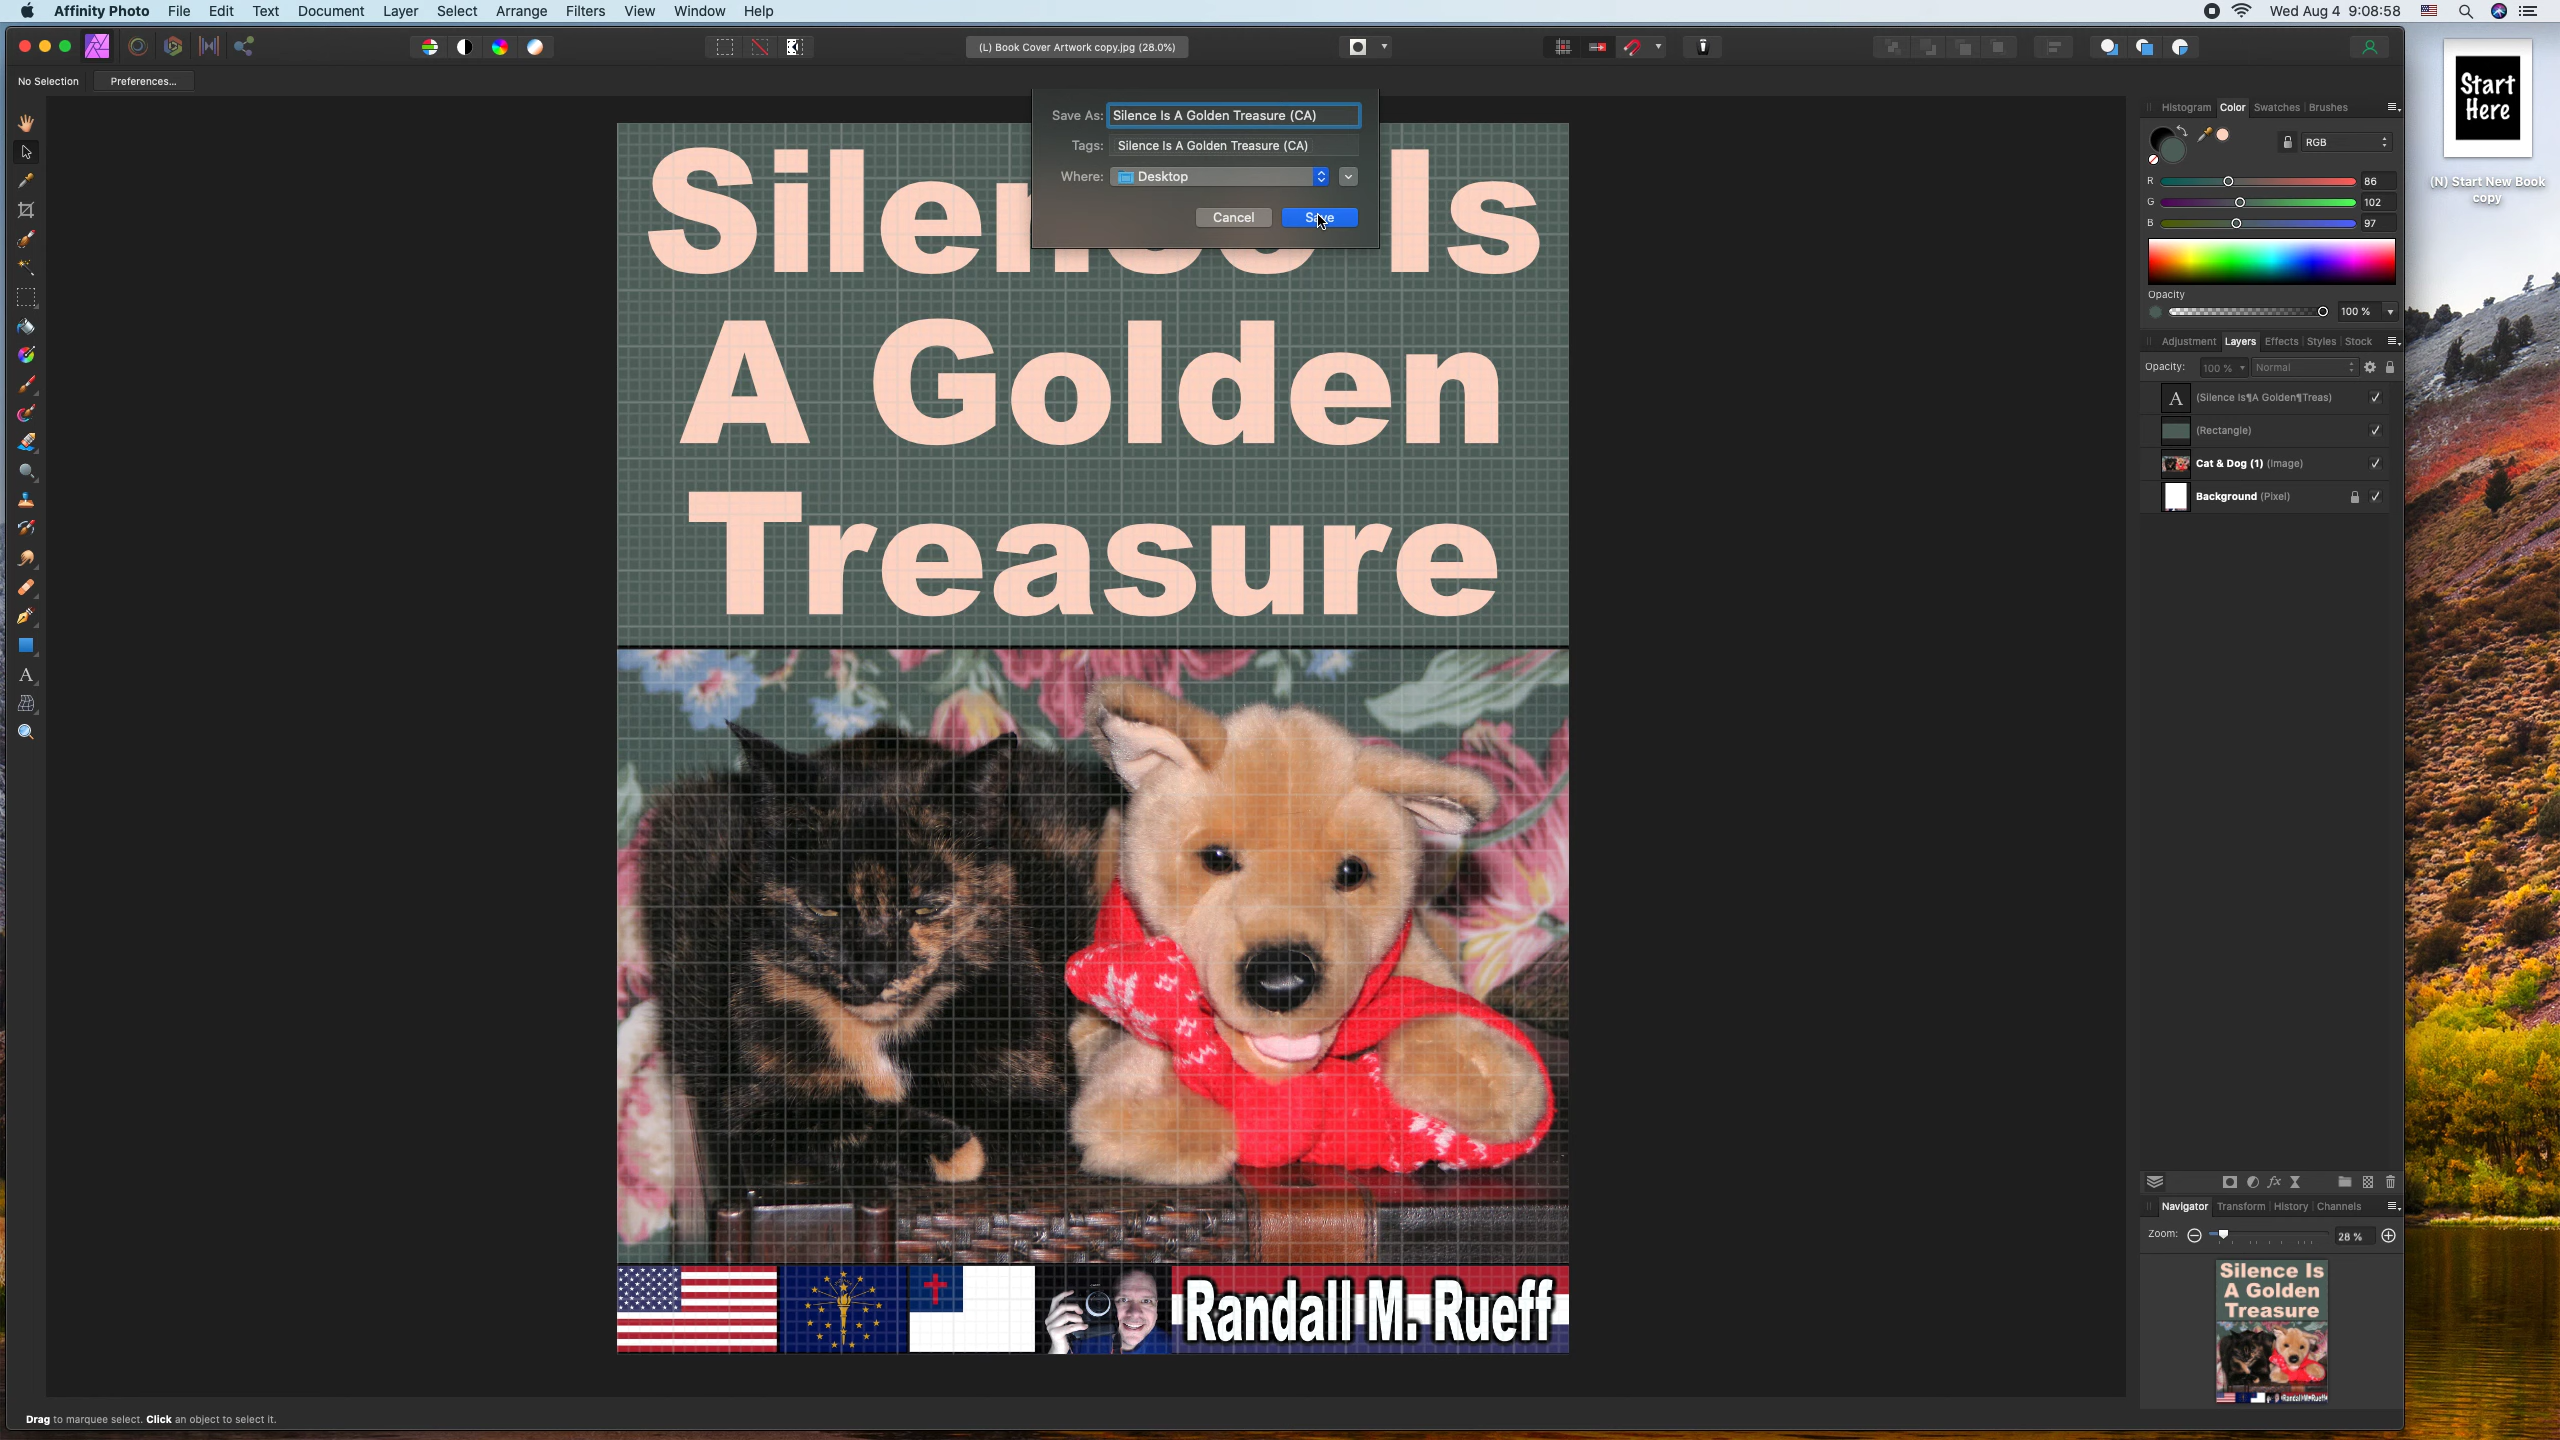 Affinity Photo File Edit Text Document Layer Select Arrange Filters View Window Help
Wed Aug 4 9:08:58
(L) Book Cover Artwork copy.jpg (28.0%)
No Selection Preferences...
Save As: Silence Is A Golden Treasure (CA)
Tags: Silence Is A Golden Treasure (CA)
Where: Desktop
Cancel Save
Silence Is
A Golden
Treasure
Randall M. Rueff
Histogram Color Swatches Brushes
RGB
R 86
G 102
B 97
Opacity
100 %
Adjustment Layers Effects Styles Stock
Opacity: 100 % Normal
A (Silence Is¶A Golden¶Treas)
(Rectangle)
Cat & Dog (1) (Image)
Background (Pixel)
fx
Navigator Transform History Channels
Zoom: 28 %
Silence Is
A Golden
Treasure
Randall M. Rueff
Start
Here
(N) Start New Book
copy
Drag to marquee select. Click an object to select it.